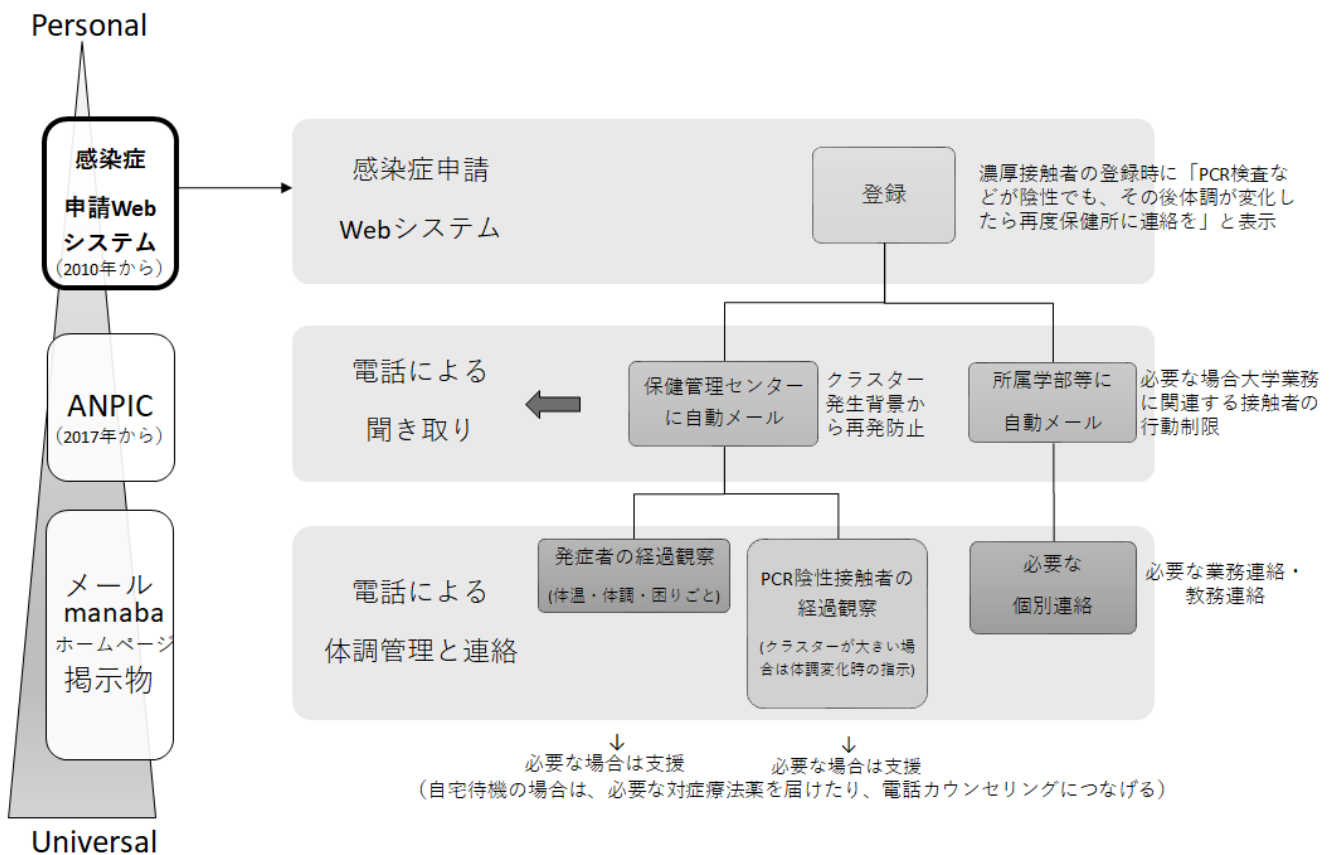 Personal
感染症
申請Web
システム
（2010年から）
ANPIC
（2017年から）
メール
manaba
ホームページ
掲示物
Universal
感染症申請
Webシステム
登録
濃厚接触者の登録時に「PCR検査な
どが陰性でも、その後体調が変化し
たら再度保健所に連絡を」と表示
電話による
聞き取り
保健管理センター
に自動メール
クラスター
発生背景か
ら再発防止
所属学部等に
自動メール
必要な場合大学業務
に関連する接触者の
行動制限
電話による
体調管理と連絡
発症者の経過観察
(体温・体調・困りごと)
PCR陰性接触者の
経過観察
(クラスターが大きい場
合は体調変化時の指示)
必要な
個別連絡
必要な業務連絡・
教務連絡
↓
必要な場合は支援
↓
必要な場合は支援
（自宅待機の場合は、必要な対症療法薬を届けたり、電話カウンセリングにつなげる）